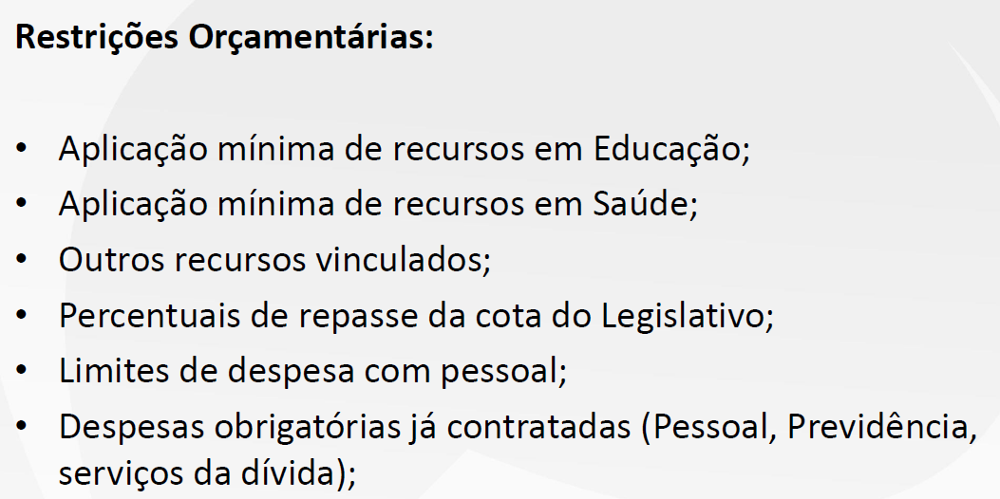 Restrições Orçamentárias:
• Aplicação mínima de recursos em Educação;
• Aplicação mínima de recursos em Saúde;
• Outros recursos vinculados;
• Percentuais de repasse da cota do Legislativo;
• Limites de despesa com pessoal;
• Despesas obrigatórias já contratadas (Pessoal, Previdência,
serviços da dívida);